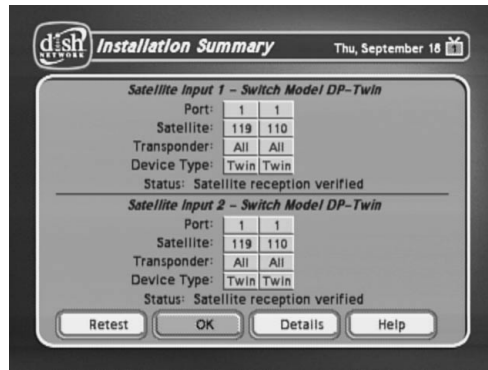 dish
NETWORK
Installation Summary
Thu, September 18
Satellite Input 1 - Switch Model DP-Twin
Port: 1 1
Satellite: 119 110
Transponder: All All
Device Type: Twin Twin
Status: Satellite reception verified
Satellite Input 2 - Switch Model DP-Twin
Port: 1 1
Satellite: 119 110
Transponder: All All
Device Type: Twin Twin
Status: Satellite reception verified
Retest OK Details Help